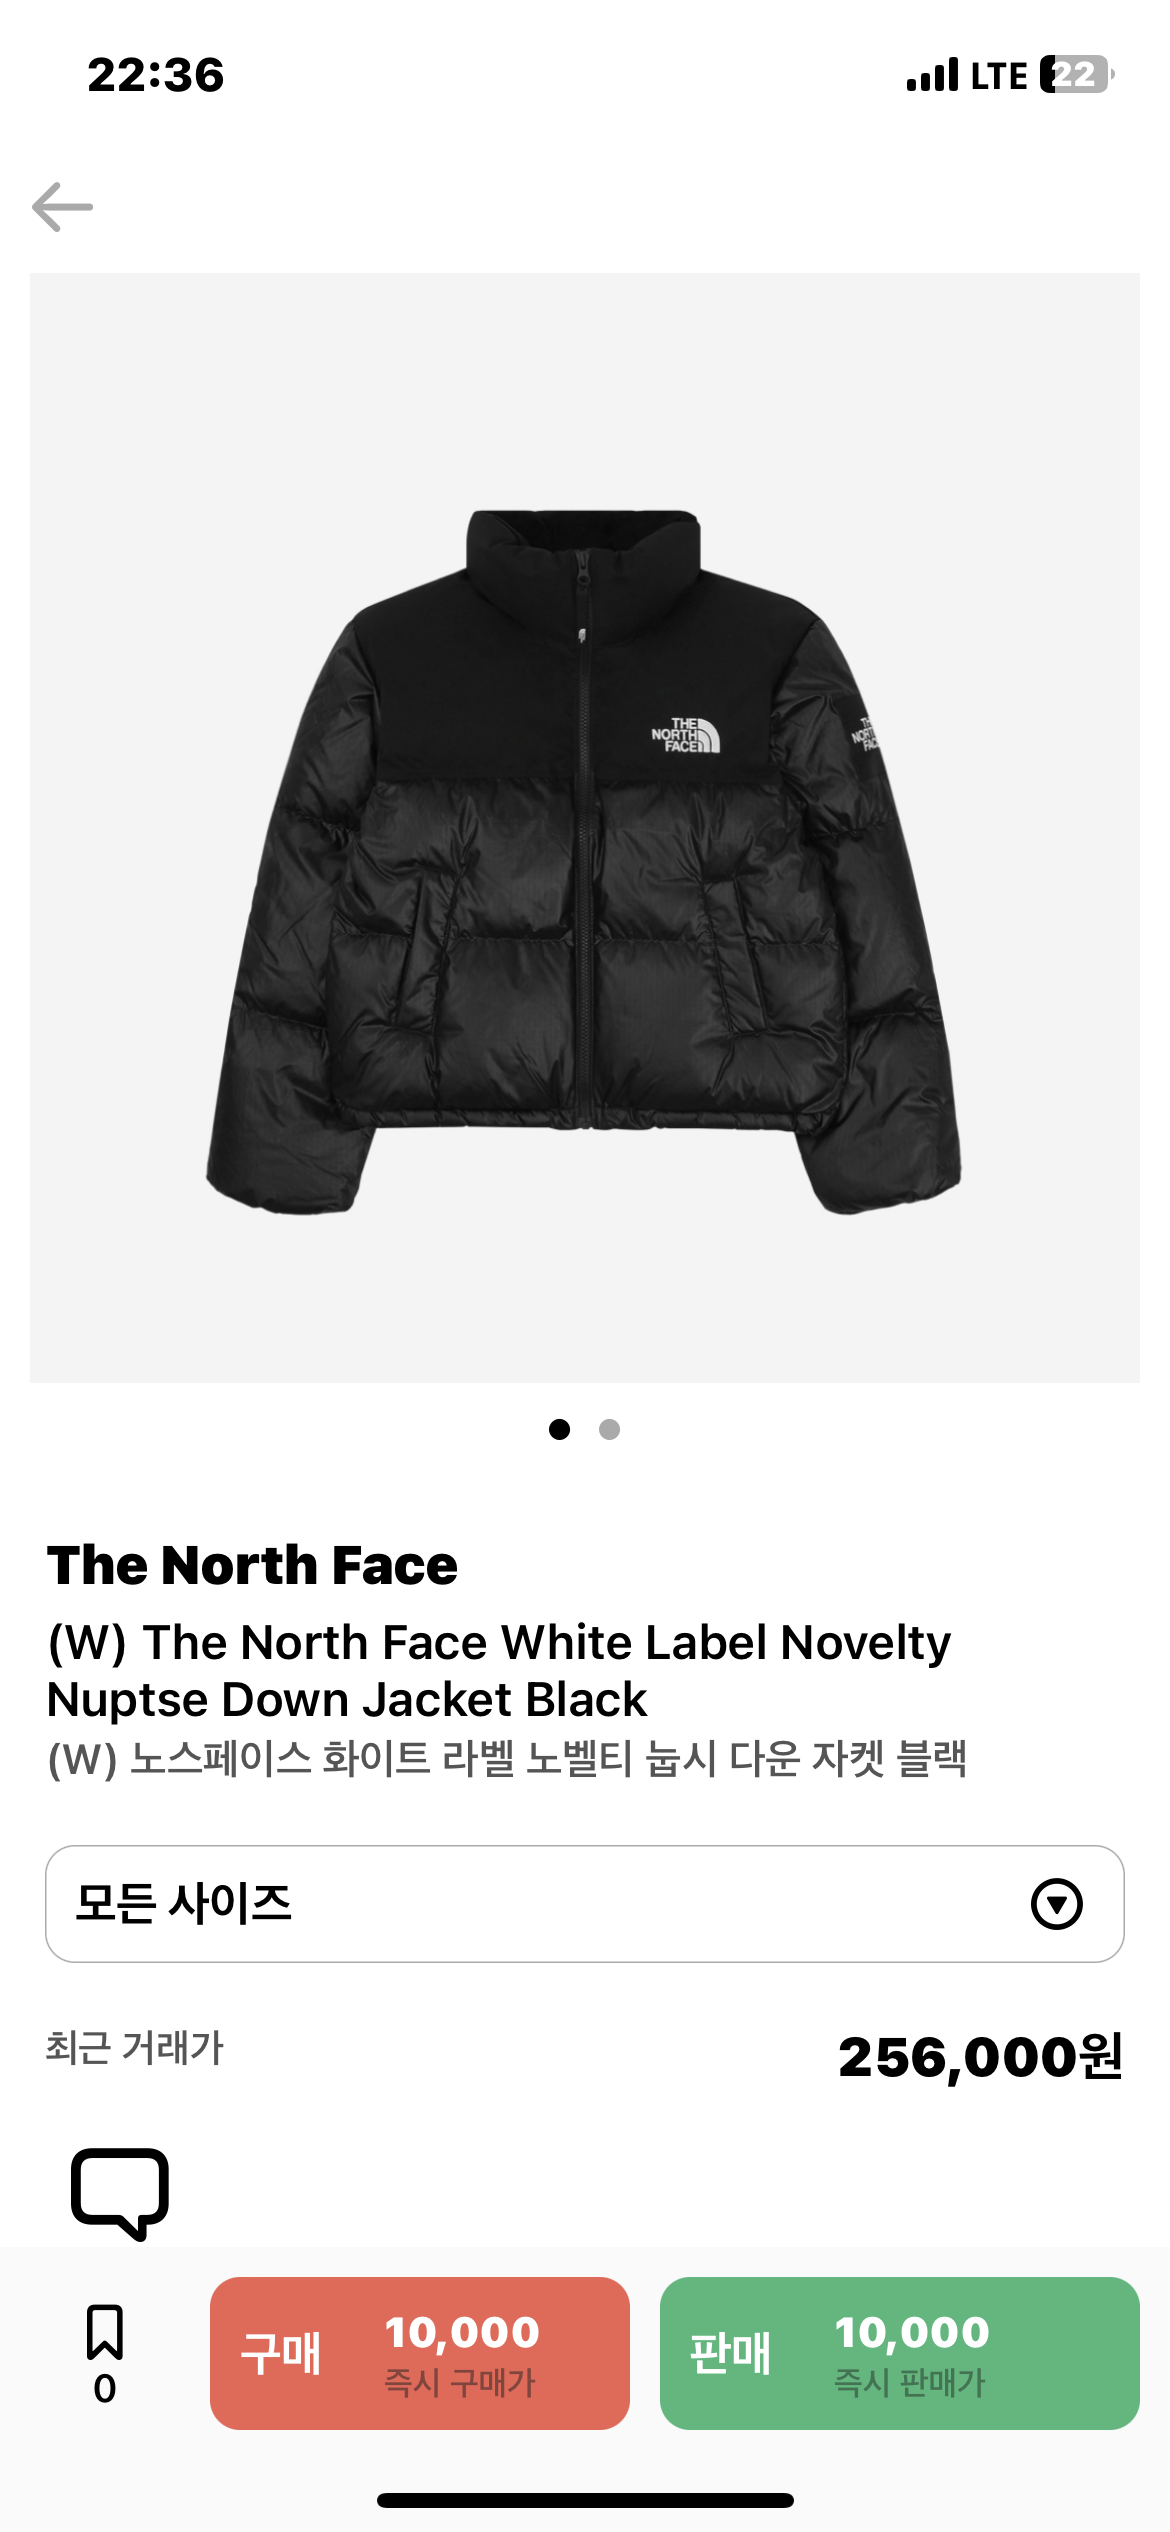 22:36
LTE 22
THE
NORTH
FACE
The North Face
(W) The North Face White Label Novelty
Nuptse Down Jacket Black
(W) 노스페이스 화이트 라벨 노벨티 눕시 다운 자켓 블랙
모든 사이즈
최근 거래가
256,000원
0
구매
10,000
즉시 구매가
판매
10,000
즉시 판매가